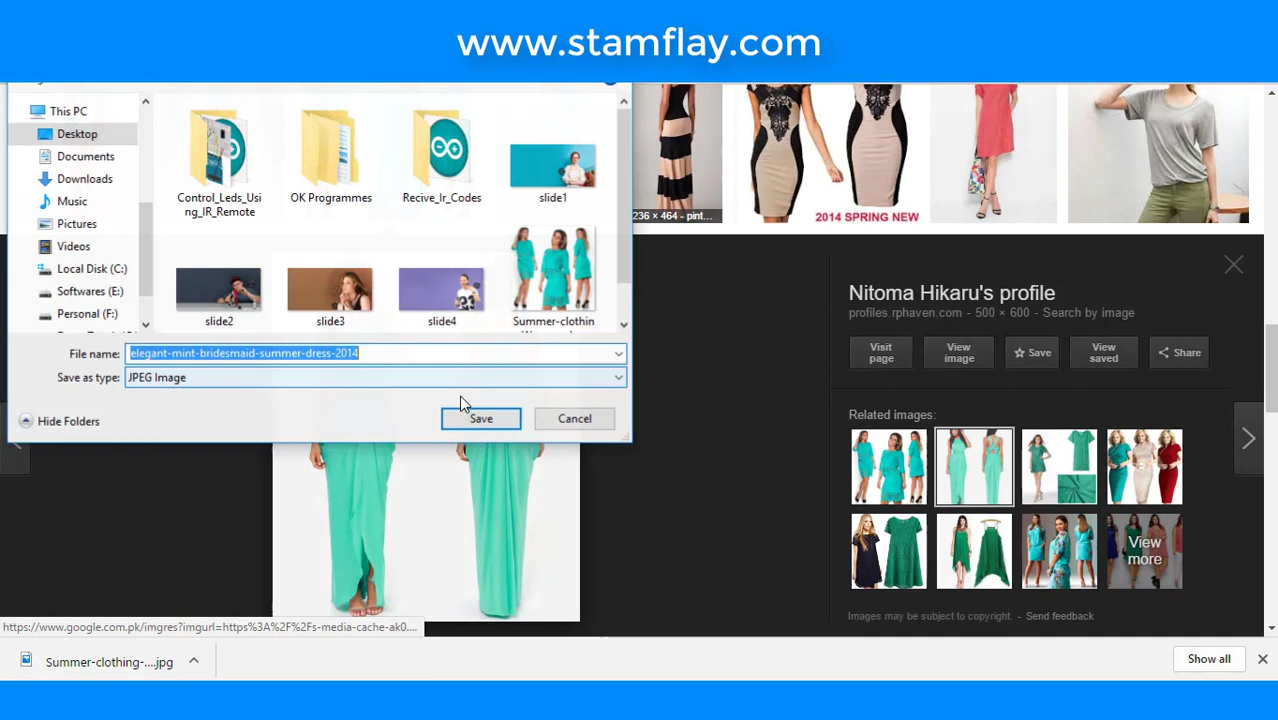 www.stamflay.com
This PC
Desktop
Documents
Downloads
Music
Pictures
Videos
Local Disk (C:)
Softwares (E:)
Personal (F:)
Control_Leds_Usi
ng_IR_Remote
OK Programmes
Recive_Ir_Codes
slide1
slide2
slide3
slide4
Summer-clothin
File name:
elegant-mint-bridesmaid-summer-dress-2014
Save as type:
JPEG Image
Hide Folders
Save
Cancel
236 × 464 - pint...
2014 SPRING NEW
Nitoma Hikaru's profile
profiles.rphaven.com - 500 × 600 - Search by image
Visit
page
View
image
Save
View
saved
Share
Related images:
View
more
Images may be subject to copyright. - Send feedback
https://www.google.com.pk/imgres?imgurl=https%3A%2F%2Fs-media-cache-ak0....
Summer-clothing-....jpg
Show all